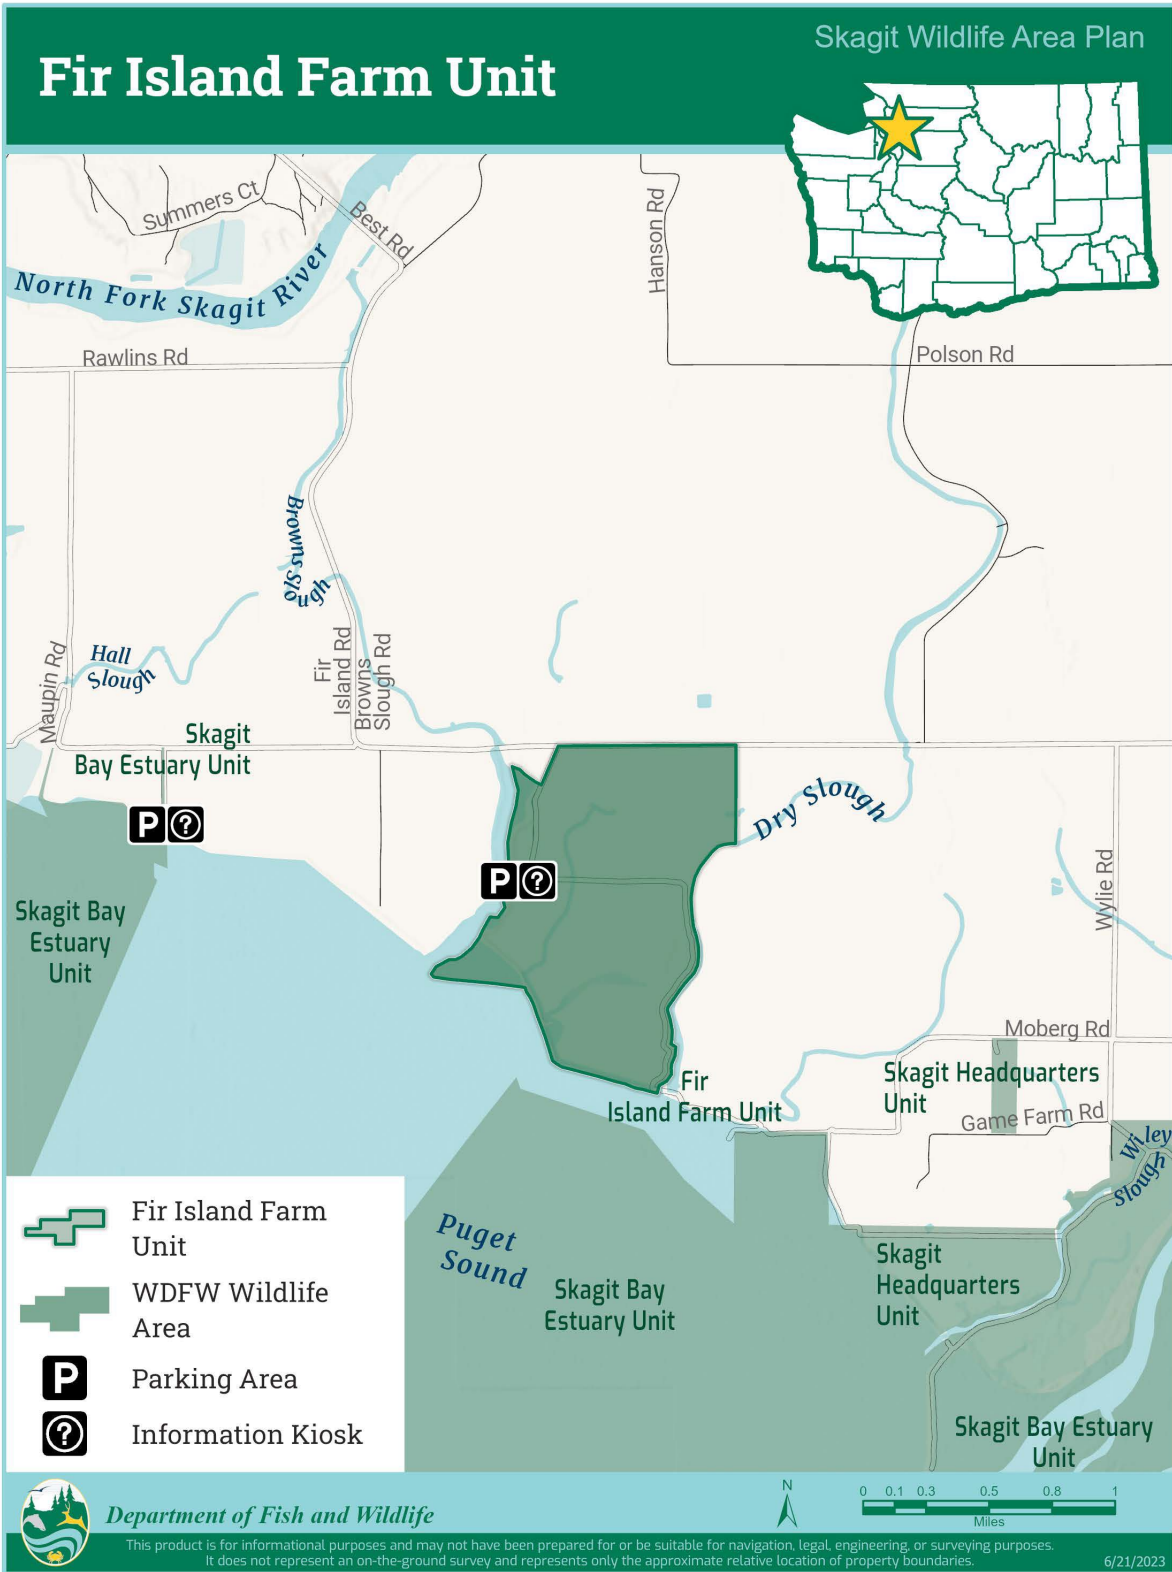 Skagit Wildlife Area Plan
Fir Island Farm Unit
Summers Ct
Best Rd
Hanson Rd
North Fork Skagit River
Rawlins Rd
Polson Rd
Browns Slough
Hall
Slough
Maupin Rd
Fir
Island Rd
Browns
Slough Rd
Skagit
Bay Estuary Unit
P ?
Dry Slough
P ?
Wylie Rd
Skagit Bay
Estuary
Unit
Moberg Rd
Skagit Headquarters
Unit
Fir
Island Farm Unit
Game Farm Rd
Wiley
Slough
Puget
Sound
Skagit Bay
Estuary Unit
Skagit
Headquarters
Unit
Skagit Bay Estuary
Unit
Fir Island Farm
Unit
WDFW Wildlife
Area
P Parking Area
? Information Kiosk
Department of Fish and Wildlife
N
0 0.1 0.3 0.5 0.8 1
Miles
This product is for informational purposes and may not have been prepared for or be suitable for navigation, legal, engineering, or surveying purposes.
It does not represent an on-the-ground survey and represents only the approximate relative location of property boundaries.
6/21/2023